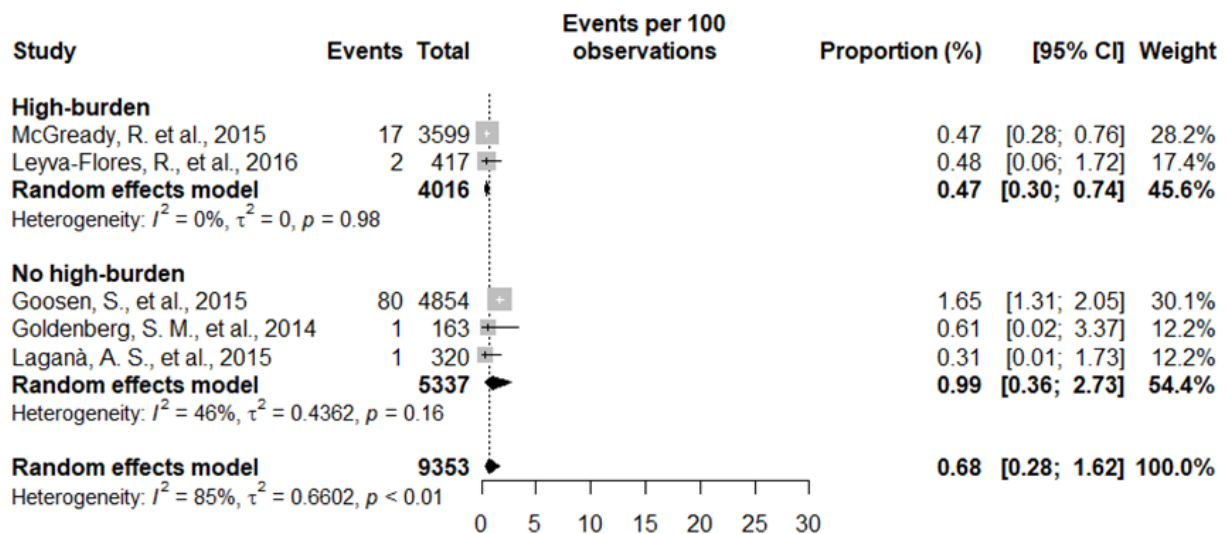 Study Events Total Events per 100 observations Proportion (%) [95% CI] Weight
High-burden
McGready, R. et al., 2015 17 3599 0.47 [0.28; 0.76] 28.2%
Leyva-Flores, R., et al., 2016 2 417 0.48 [0.06; 1.72] 17.4%
Random effects model 4016 0.47 [0.30; 0.74] 45.6%
Heterogeneity: I² = 0%, τ² = 0, p = 0.98
No high-burden
Goosen, S., et al., 2015 80 4854 1.65 [1.31; 2.05] 30.1%
Goldenberg, S. M., et al., 2014 1 163 0.61 [0.02; 3.37] 12.2%
Laganà, A. S., et al., 2015 1 320 0.31 [0.01; 1.73] 12.2%
Random effects model 5337 0.99 [0.36; 2.73] 54.4%
Heterogeneity: I² = 46%, τ² = 0.4362, p = 0.16
Random effects model 9353 0.68 [0.28; 1.62] 100.0%
Heterogeneity: I² = 85%, τ² = 0.6602, p < 0.01
0 5 10 15 20 25 30